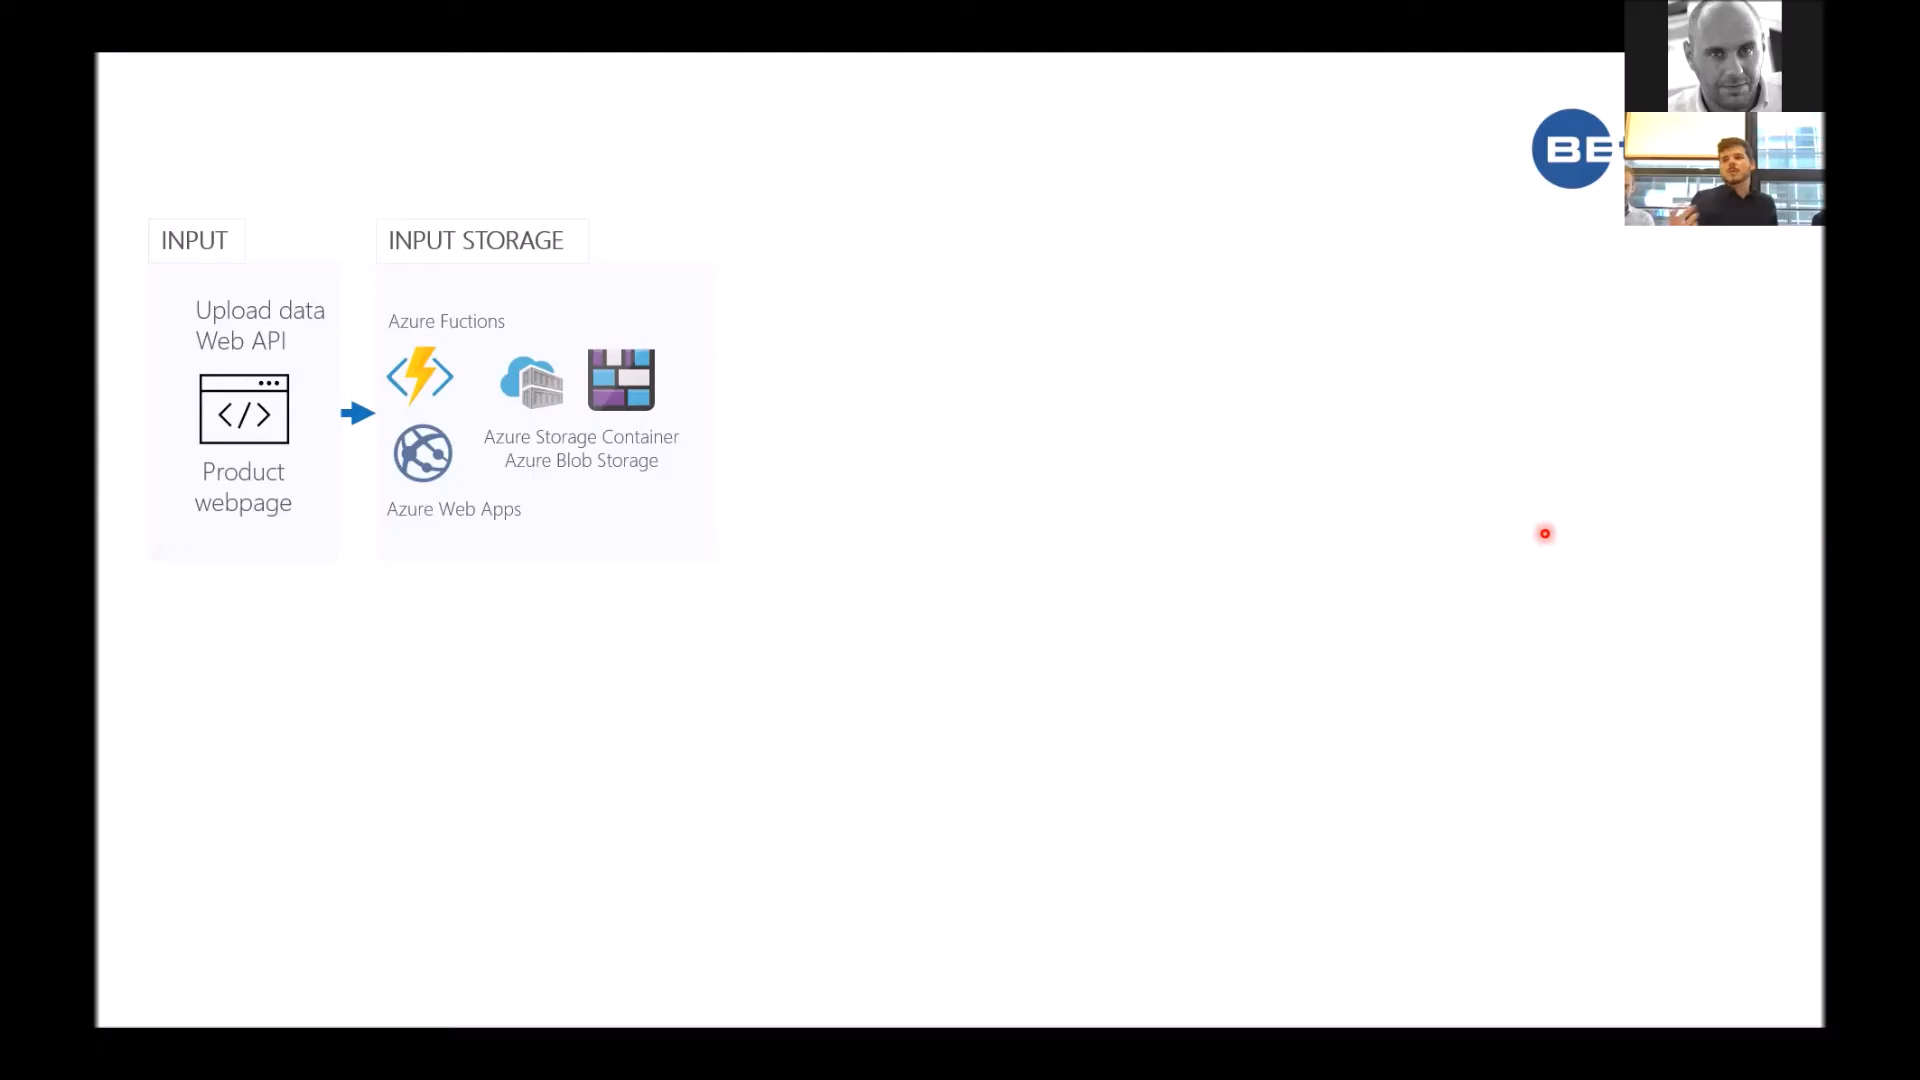 BE
INPUT
INPUT STORAGE
Upload data
Web API
Product
webpage
Azure Fuctions
Azure Storage Container
Azure Blob Storage
Azure Web Apps